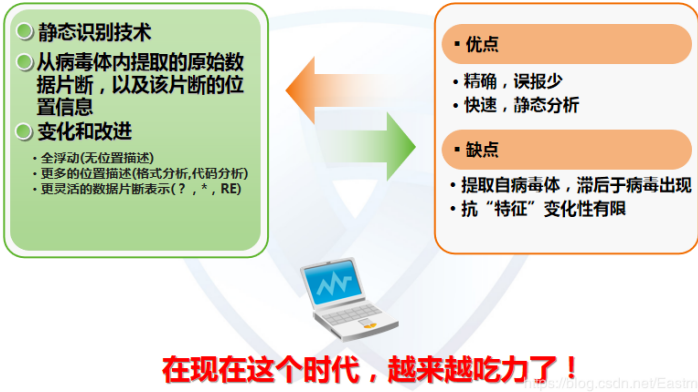 静态识别技术
从病毒体内提取的原始数
据片断，以及该片断的位
置信息
变化和改进
• 全浮动(无位置描述)
• 更多的位置描述(格式分析,代码分析)
• 更灵活的数据片断表示(？，*，RE)
▪ 优点
• 精确，误报少
• 快速，静态分析
▪ 缺点
• 提取自病毒体，滞后于病毒出现
• 抗“特征”变化性有限
在现在这个时代，越来越吃力了！
https://blog.csdn.net/Eastm